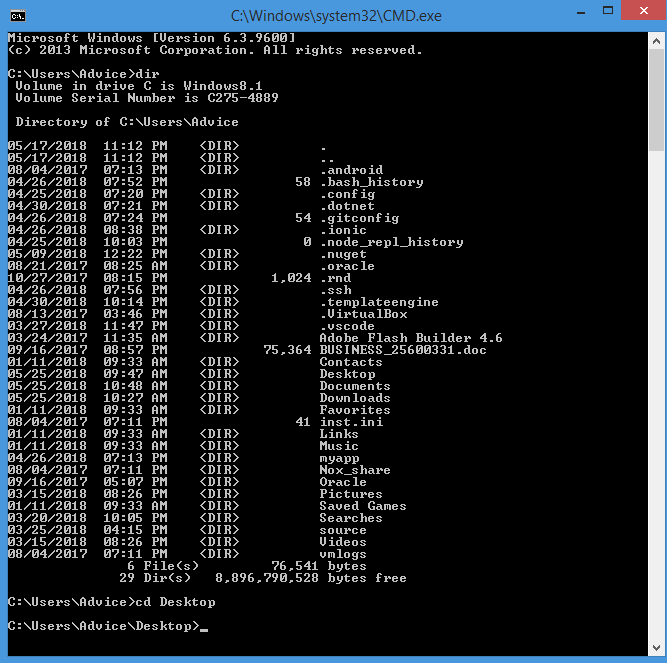 C:\Windows\system32\CMD.exe
Microsoft Windows [Version 6.3.9600]
(c) 2013 Microsoft Corporation. All rights reserved.
C:\Users\Advice>dir
 Volume in drive C is Windows8.1
 Volume Serial Number is C275-4889
 Directory of C:\Users\Advice
05/17/2018  11:12 PM    <DIR>          .
05/17/2018  11:12 PM    <DIR>          ..
08/04/2017  07:13 PM    <DIR>          .android
04/26/2018  07:52 PM                58 .bash_history
04/25/2018  07:20 PM    <DIR>          .config
04/30/2018  07:21 PM    <DIR>          .dotnet
04/26/2018  07:24 PM                54 .gitconfig
04/26/2018  08:38 PM    <DIR>          .ionic
04/25/2018  10:03 PM                 0 .node_repl_history
05/09/2018  12:22 PM    <DIR>          .nuget
08/21/2017  08:25 AM    <DIR>          .oracle
10/27/2017  08:15 PM             1,024 .rnd
04/26/2018  07:56 PM    <DIR>          .ssh
04/30/2018  10:14 PM    <DIR>          .templateengine
08/13/2017  03:46 PM    <DIR>          .VirtualBox
03/27/2018  11:47 PM    <DIR>          .vscode
03/24/2017  11:35 AM    <DIR>          Adobe Flash Builder 4.6
09/16/2017  08:57 PM            75,364 BUSINESS_25600331.doc
01/11/2018  09:33 AM    <DIR>          Contacts
05/25/2018  09:47 AM    <DIR>          Desktop
05/25/2018  10:48 AM    <DIR>          Documents
05/25/2018  10:27 AM    <DIR>          Downloads
01/11/2018  09:33 AM    <DIR>          Favorites
08/04/2017  07:11 PM                41 inst.ini
01/11/2018  09:33 AM    <DIR>          Links
01/11/2018  09:33 AM    <DIR>          Music
04/26/2018  07:13 PM    <DIR>          myapp
08/04/2017  07:11 PM    <DIR>          Nox_share
09/16/2017  05:07 PM    <DIR>          Oracle
03/15/2018  08:26 PM    <DIR>          Pictures
01/11/2018  09:33 AM    <DIR>          Saved Games
03/20/2018  10:05 PM    <DIR>          Searches
03/25/2018  04:15 PM    <DIR>          source
03/15/2018  08:26 PM    <DIR>          Videos
08/04/2017  07:11 PM    <DIR>          vmlogs
               6 File(s)         76,541 bytes
              29 Dir(s)   8,896,790,528 bytes free
C:\Users\Advice>cd Desktop
C:\Users\Advice\Desktop>_